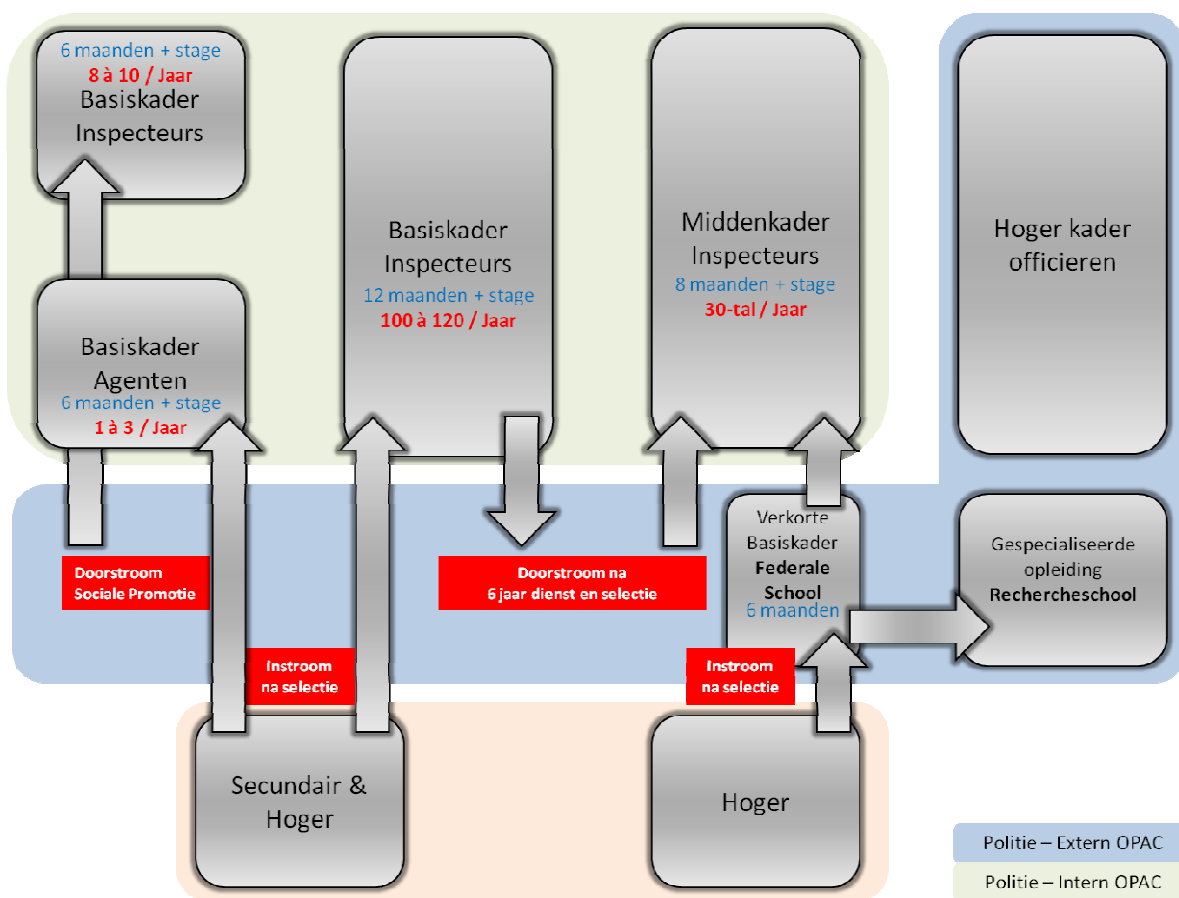 6 maanden + stage
8 à 10 / Jaar
Basiskader
Inspecteurs
Basiskader
Agenten
6 maanden + stage
1 à 3 / Jaar
Basiskader
Inspecteurs
12 maanden + stage
100 à 120 / Jaar
Middenkader
Inspecteurs
8 maanden + stage
30-tal / Jaar
Hoger kader
officieren
Doorstroom
Sociale Promotie
Doorstroom na
6 jaar dienst en selectie
Verkorte
Basiskader
Federale
School
6 maanden
Gespecialiseerde
opleiding
Rechercheschool
Instroom
na selectie
Instroom
na selectie
Secundair &
Hoger
Hoger
Politie – Extern OPAC
Politie – Intern OPAC